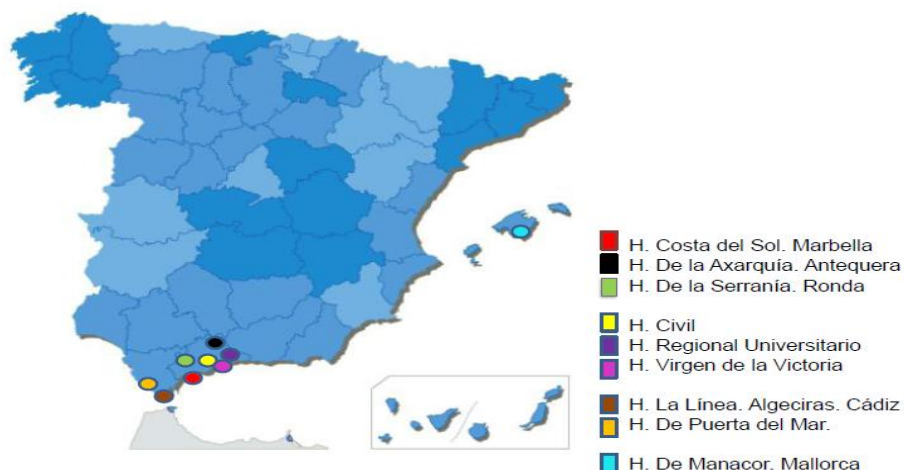 H. Costa del Sol. Marbella
H. De la Axarquía. Antequera
H. De la Serranía. Ronda
H. Civil
H. Regional Universitario
H. Virgen de la Victoria
H. La Línea. Algeciras. Cádiz
H. De Puerta del Mar.
H. De Manacor. Mallorca